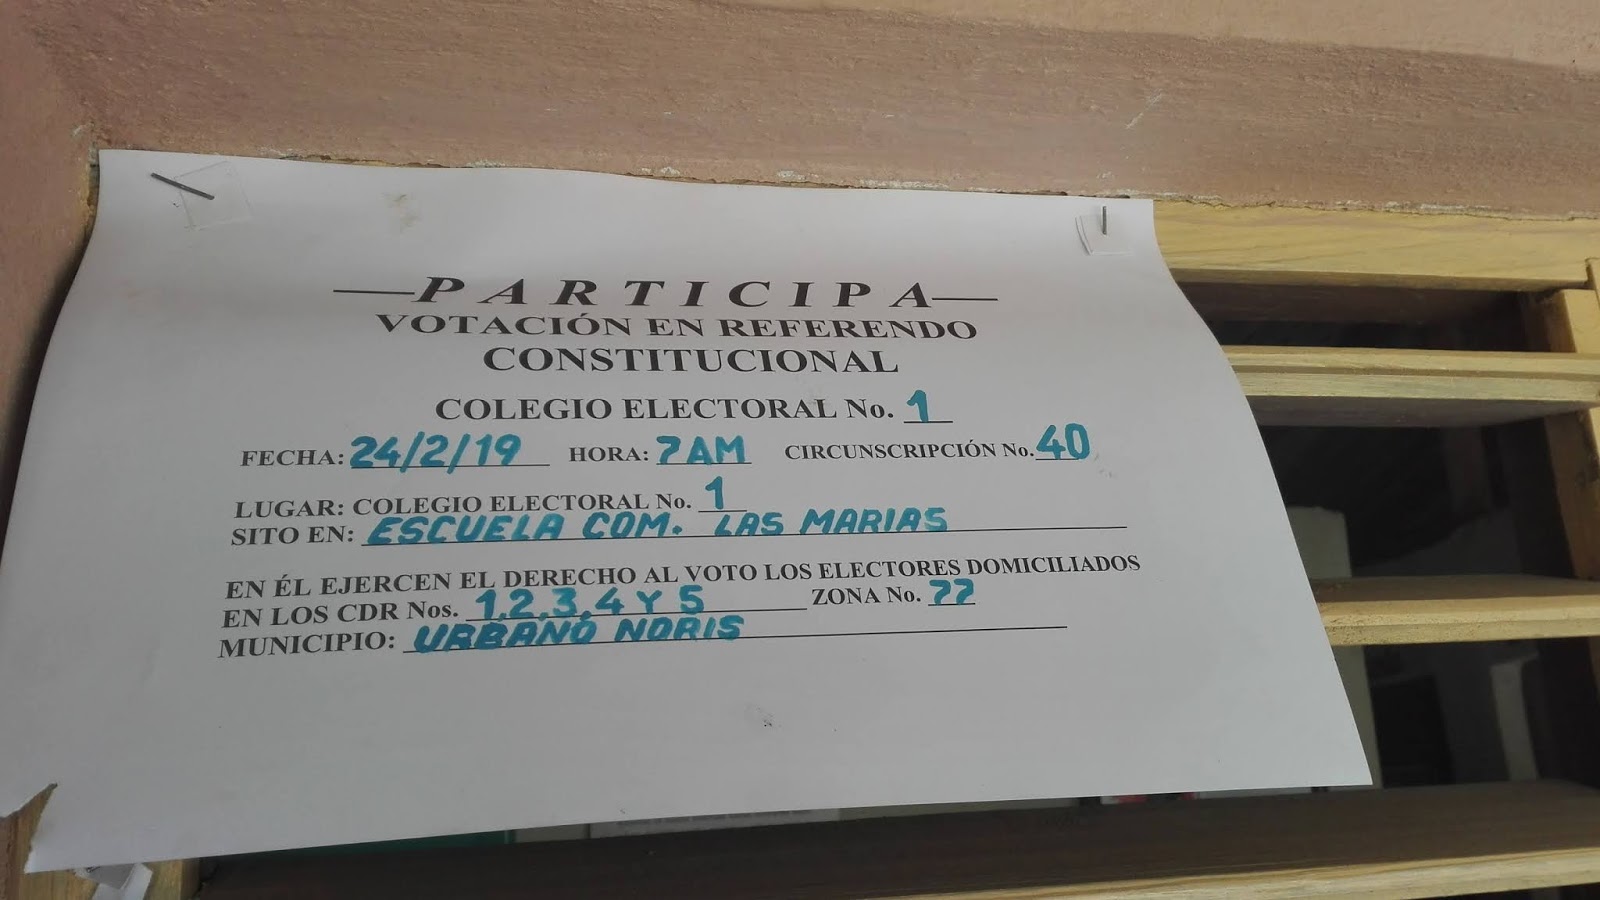 PARTICIPA
VOTACIÓN EN REFERENDO
CONSTITUCIONAL
COLEGIO ELECTORAL No. 1
FECHA: 24/2/19 HORA: 7AM CIRCUNSCRIPCIÓN No. 40
LUGAR: COLEGIO ELECTORAL No. 1
SITO EN: ESCUELA COM. LAS MARIAS
EN ÉL EJERCEN EL DERECHO AL VOTO LOS ELECTORES DOMICILIADOS
EN LOS CDR Nos. 1,2,3,4 Y 5 ZONA No. 77
MUNICIPIO: URBANO NORIS